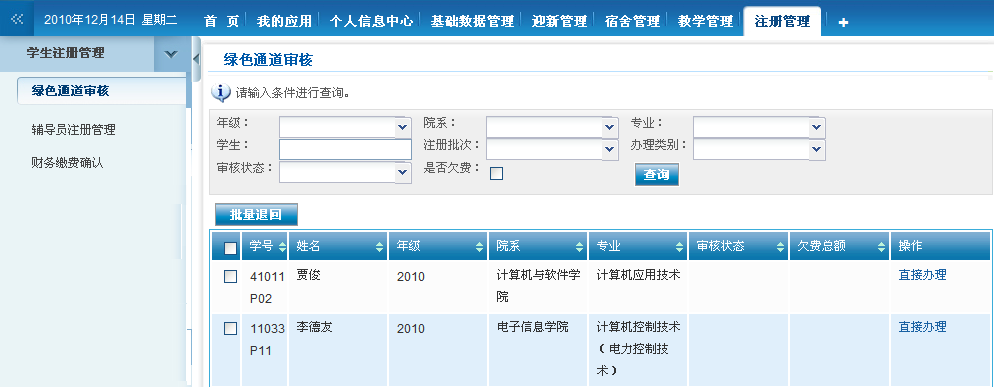 2010年12月14日 星期二 首 页 我的应用 个人信息中心 基础数据管理 迎新管理 宿舍管理 教学管理 注册管理
学生注册管理
绿色通道审核
辅导员注册管理
财务缴费确认
绿色通道审核
请输入条件进行查询。
年级： 院系： 专业：
学生： 注册批次： 办理类别：
审核状态： 是否欠费： 查询
批量退回
学号 姓名 年级 院系 专业 审核状态 欠费总额 操作
41011 贾俊 2010 计算机与软件学 计算机应用技术 直接办理
P02 院
11033 李德友 2010 电子信息学院 计算机控制技术 直接办理
P11 （电力控制技
术）